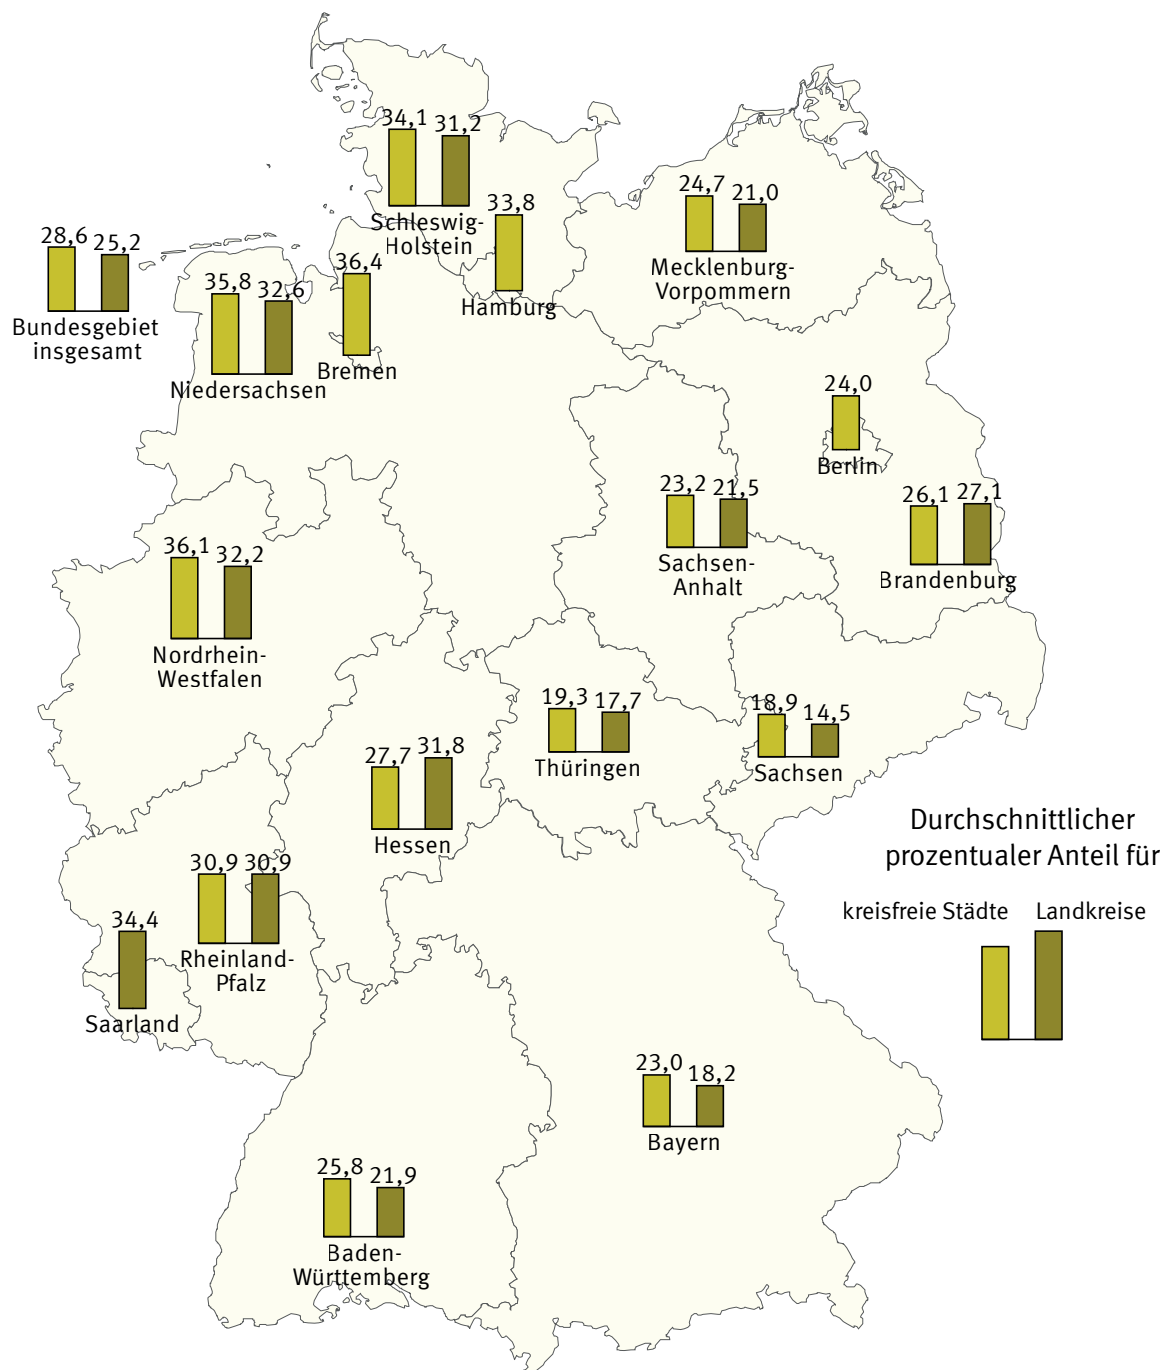 34,1 31,2
Schleswig-
Holstein
33,8
Hamburg
24,7 21,0
Mecklenburg-
Vorpommern
28,6 25,2
Bundesgebiet
insgesamt
35,8 32,6
Niedersachsen
36,4
Bremen
24,0
Berlin
23,2 21,5
Sachsen-
Anhalt
26,1 27,1
Brandenburg
36,1 32,2
Nordrhein-
Westfalen
19,3 17,7
Thüringen
18,9 14,5
Sachsen
27,7 31,8
Hessen
30,9 30,9
Rheinland-
Pfalz
34,4
Saarland
23,0 18,2
Bayern
25,8 21,9
Baden-
Württemberg
Durchschnittlicher
prozentualer Anteil für
kreisfreie Städte Landkreise